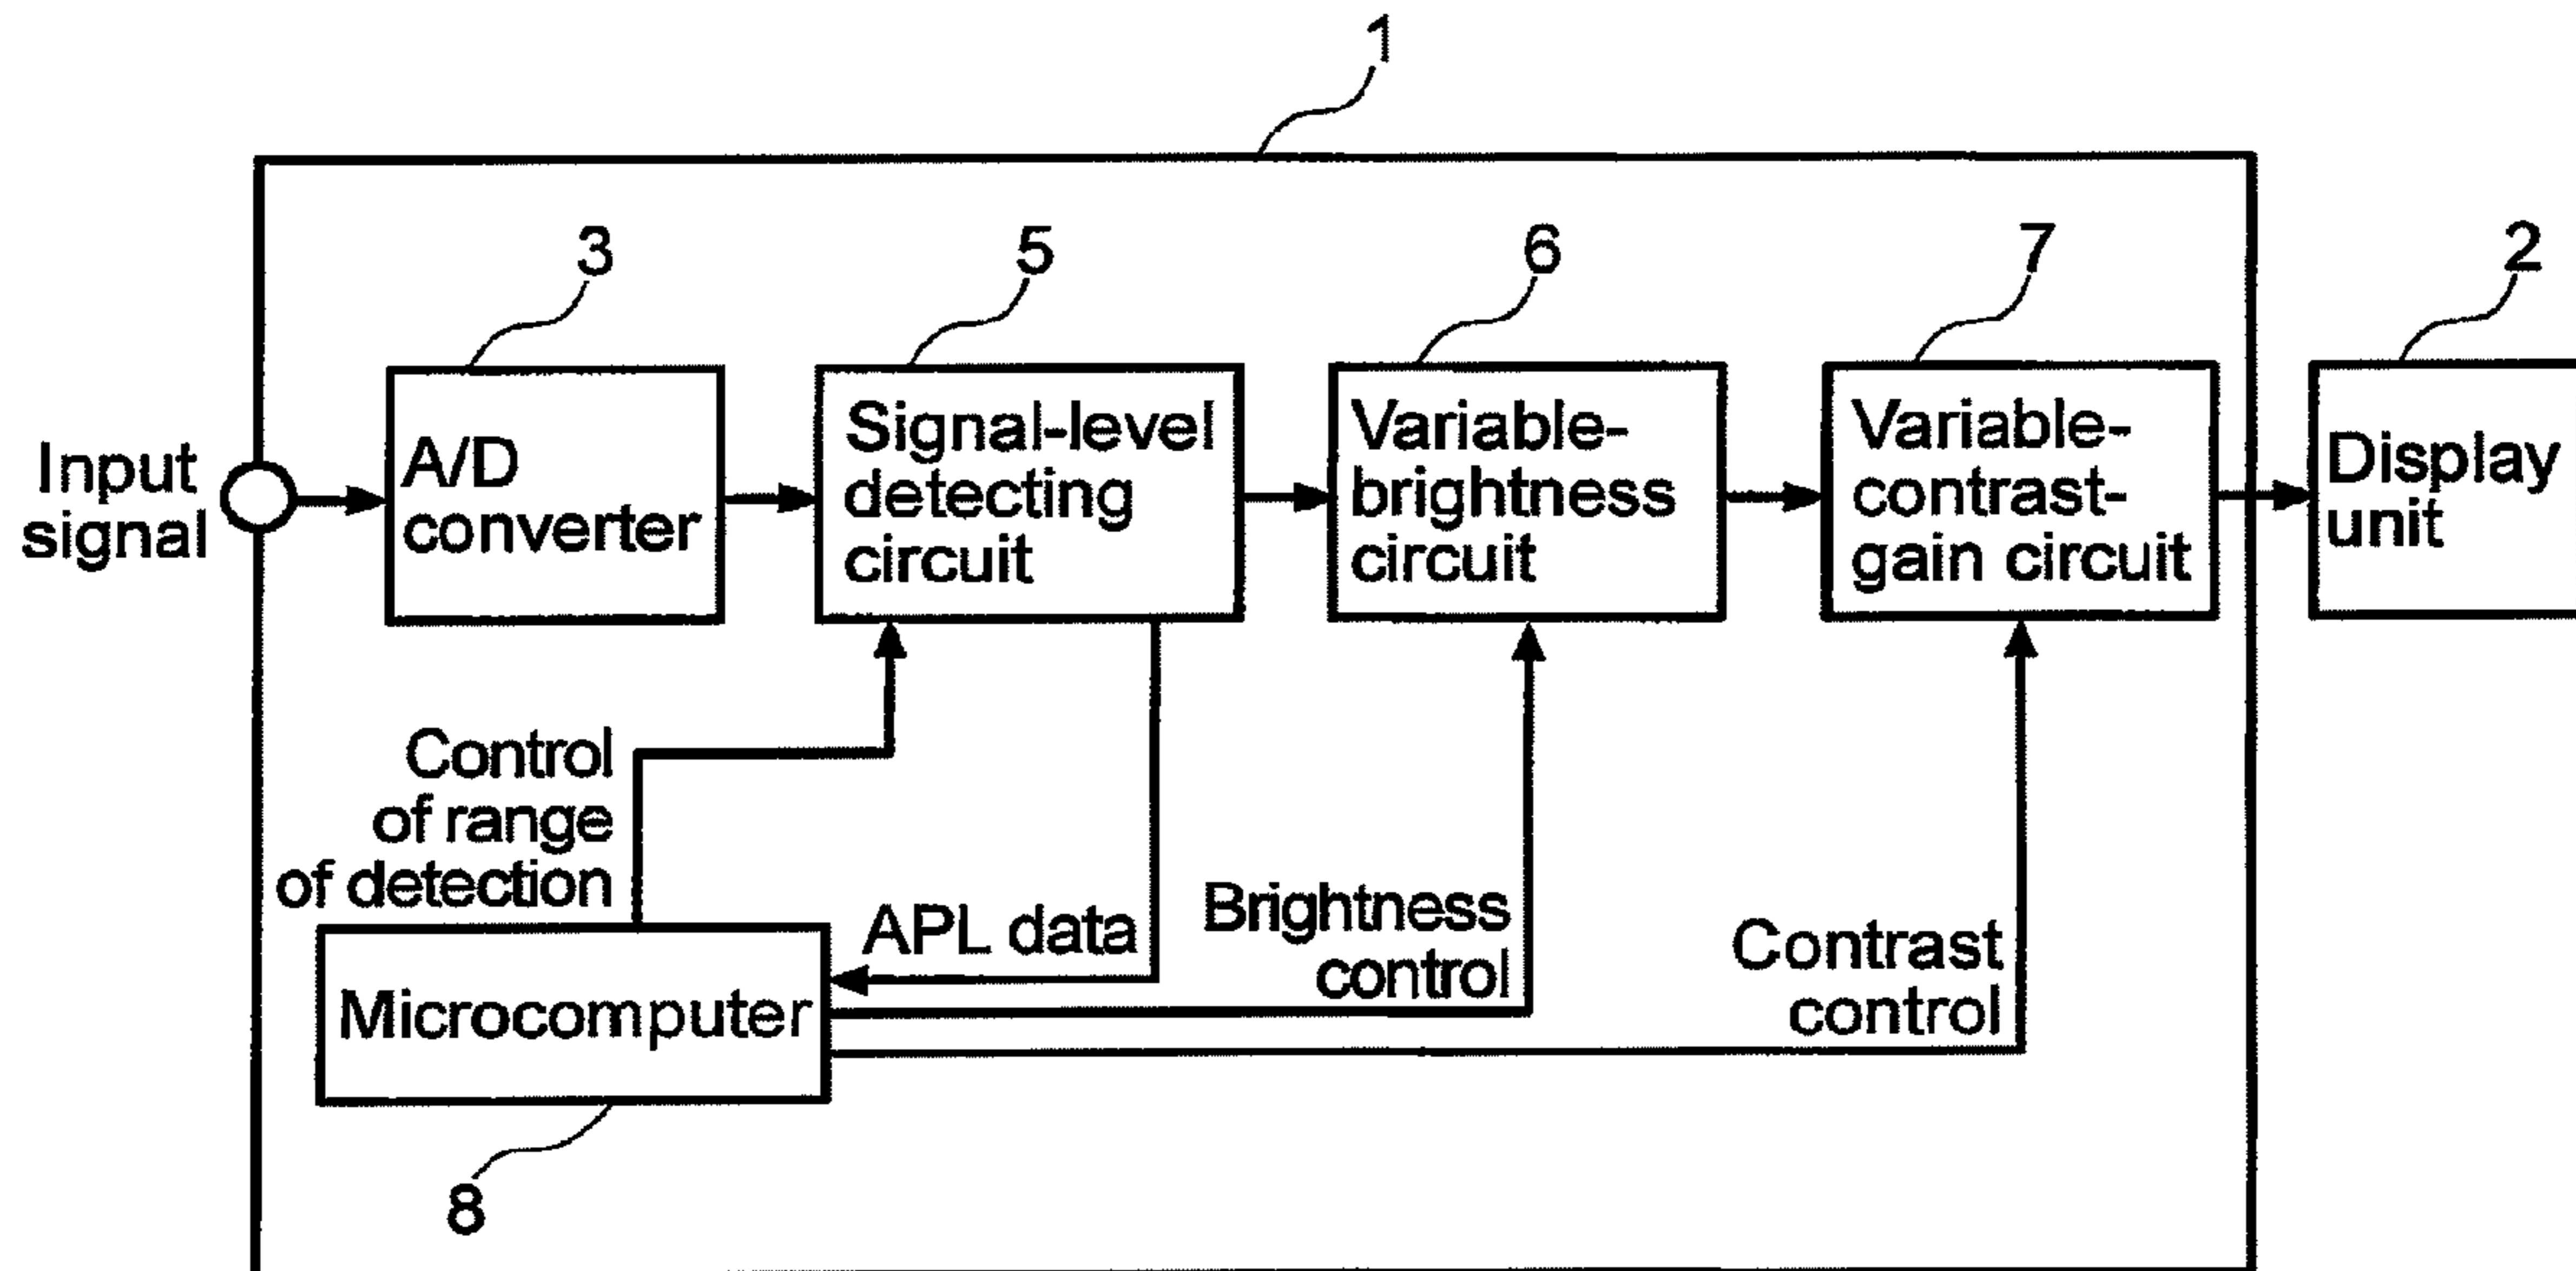 1
3
5
6
7
2
Input
signal
A/D
converter
Signal-level
detecting
circuit
Variable-
brightness
circuit
Variable-
contrast-
gain circuit
Display
unit
Control
of range
of detection
APL data
Brightness
control
Contrast
control
Microcomputer
8